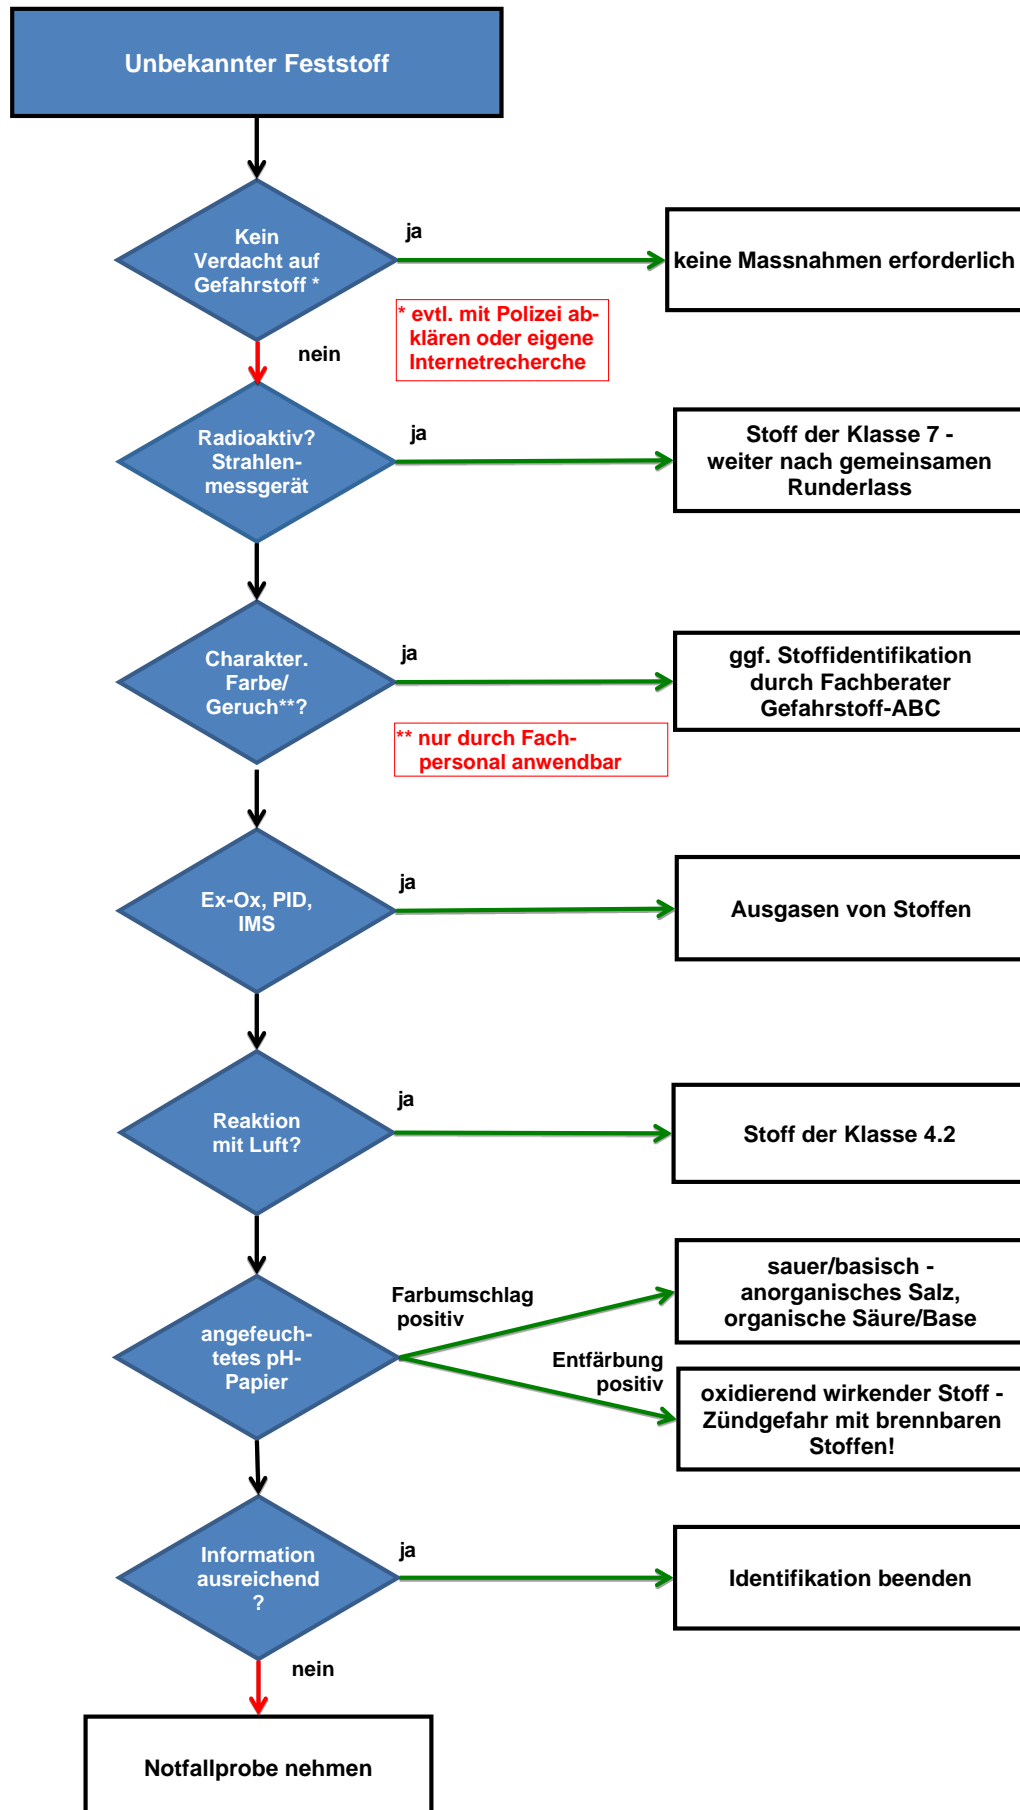 Unbekannter Feststoff
Kein
Verdacht auf
Gefahrstoff *
ja
keine Massnahmen erforderlich
* evtl. mit Polizei ab-
klären oder eigene
Internetrecherche
nein
Radioaktiv?
Strahlen-
messgerät
ja
Stoff der Klasse 7 -
weiter nach gemeinsamen
Runderlass
Charakter.
Farbe/
Geruch**?
ja
ggf. Stoffidentifikation
durch Fachberater
Gefahrstoff-ABC
** nur durch Fach-
personal anwendbar
Ex-Ox, PID,
IMS
ja
Ausgasen von Stoffen
Reaktion
mit Luft?
ja
Stoff der Klasse 4.2
angefeuch-
tetes pH-
Papier
Farbumschlag
positiv
sauer/basisch -
anorganisches Salz,
organische Säure/Base
Entfärbung
positiv
oxidierend wirkender Stoff -
Zündgefahr mit brennbaren
Stoffen!
Information
ausreichend
?
ja
Identifikation beenden
nein
Notfallprobe nehmen